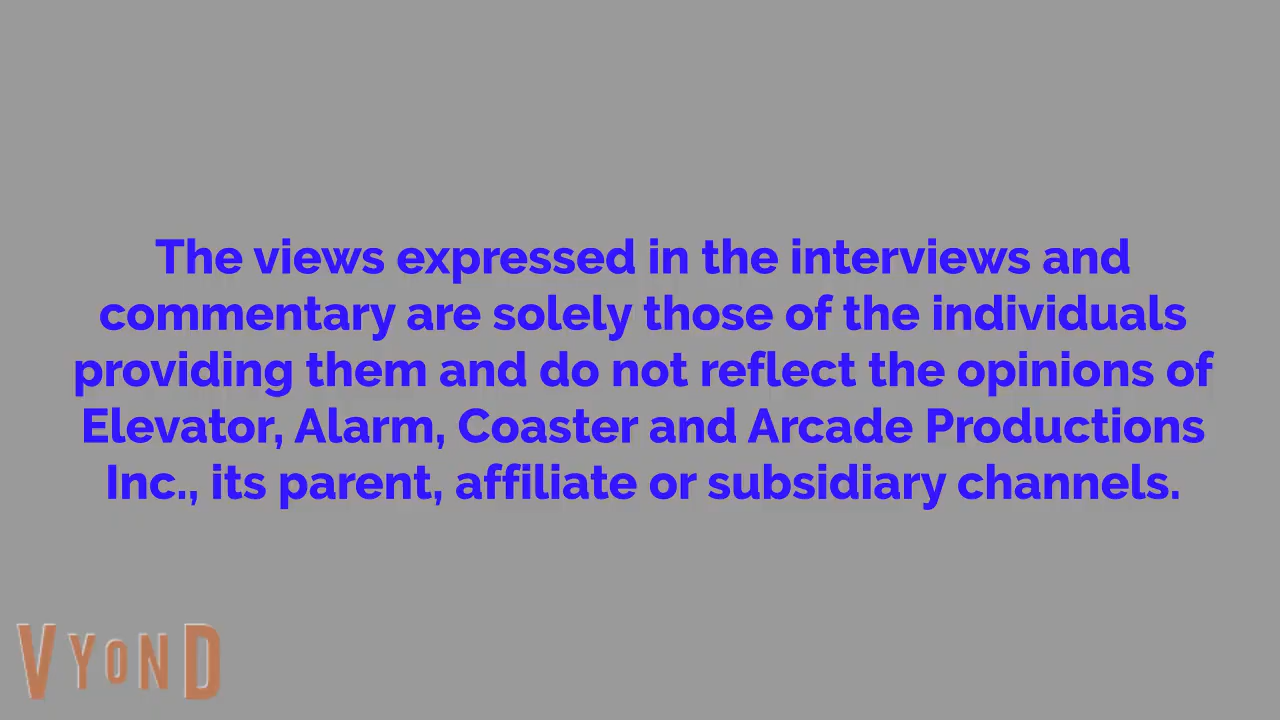 The views expressed in the interviews and
commentary are solely those of the individuals
providing them and do not reflect the opinions of
Elevator, Alarm, Coaster and Arcade Productions
Inc., its parent, affiliate or subsidiary channels.
VYOND